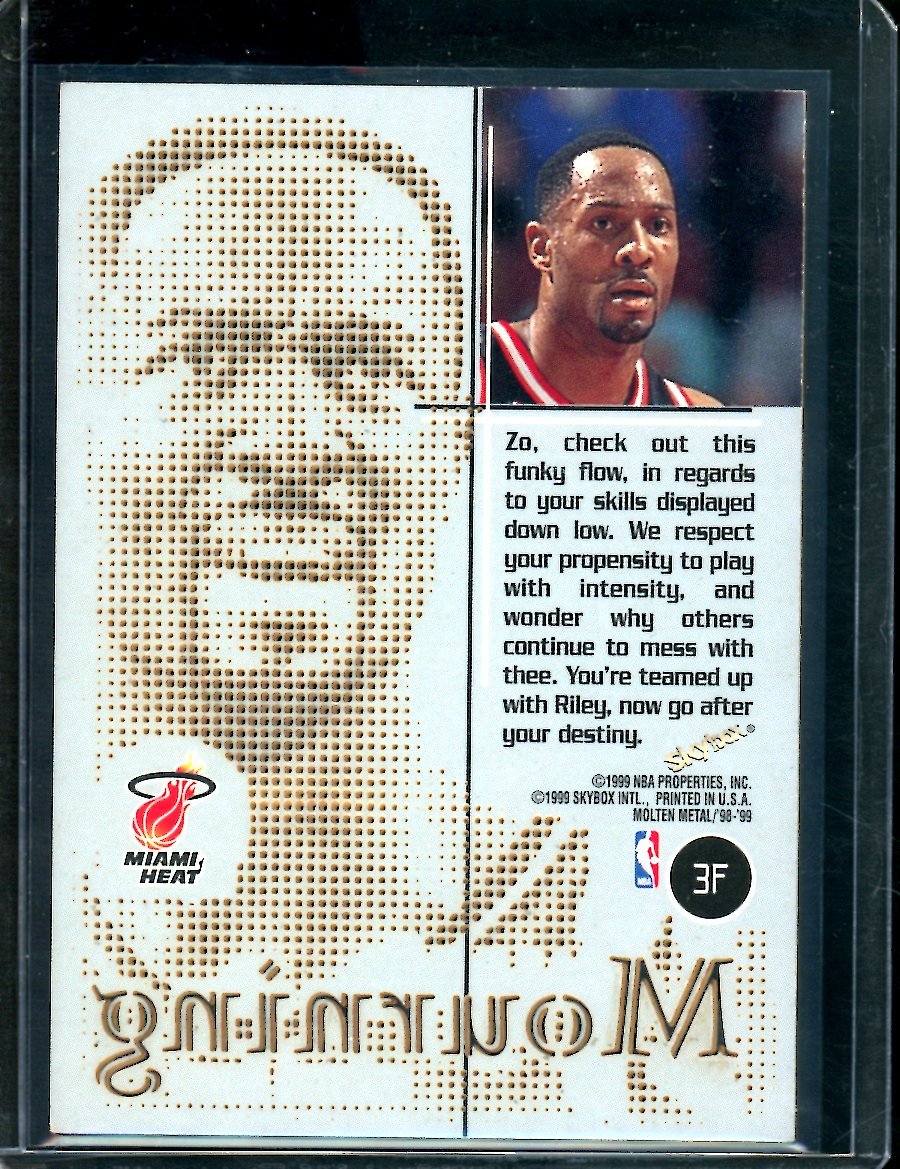 Zo, check out this
funky flow, in regards
to your skills displayed
down low. We respect
your propensity to play
with intensity, and
wonder why others
continue to mess with
thee. You're teamed up
with Riley, now go after
your destiny.
Skybox®
©1999 NBA PROPERTIES, INC.
©1999 SKYBOX INTL., PRINTED IN U.S.A.
MOLTEN METAL/'98-'99
MIAMI
HEAT
NBA
3F
Mourning